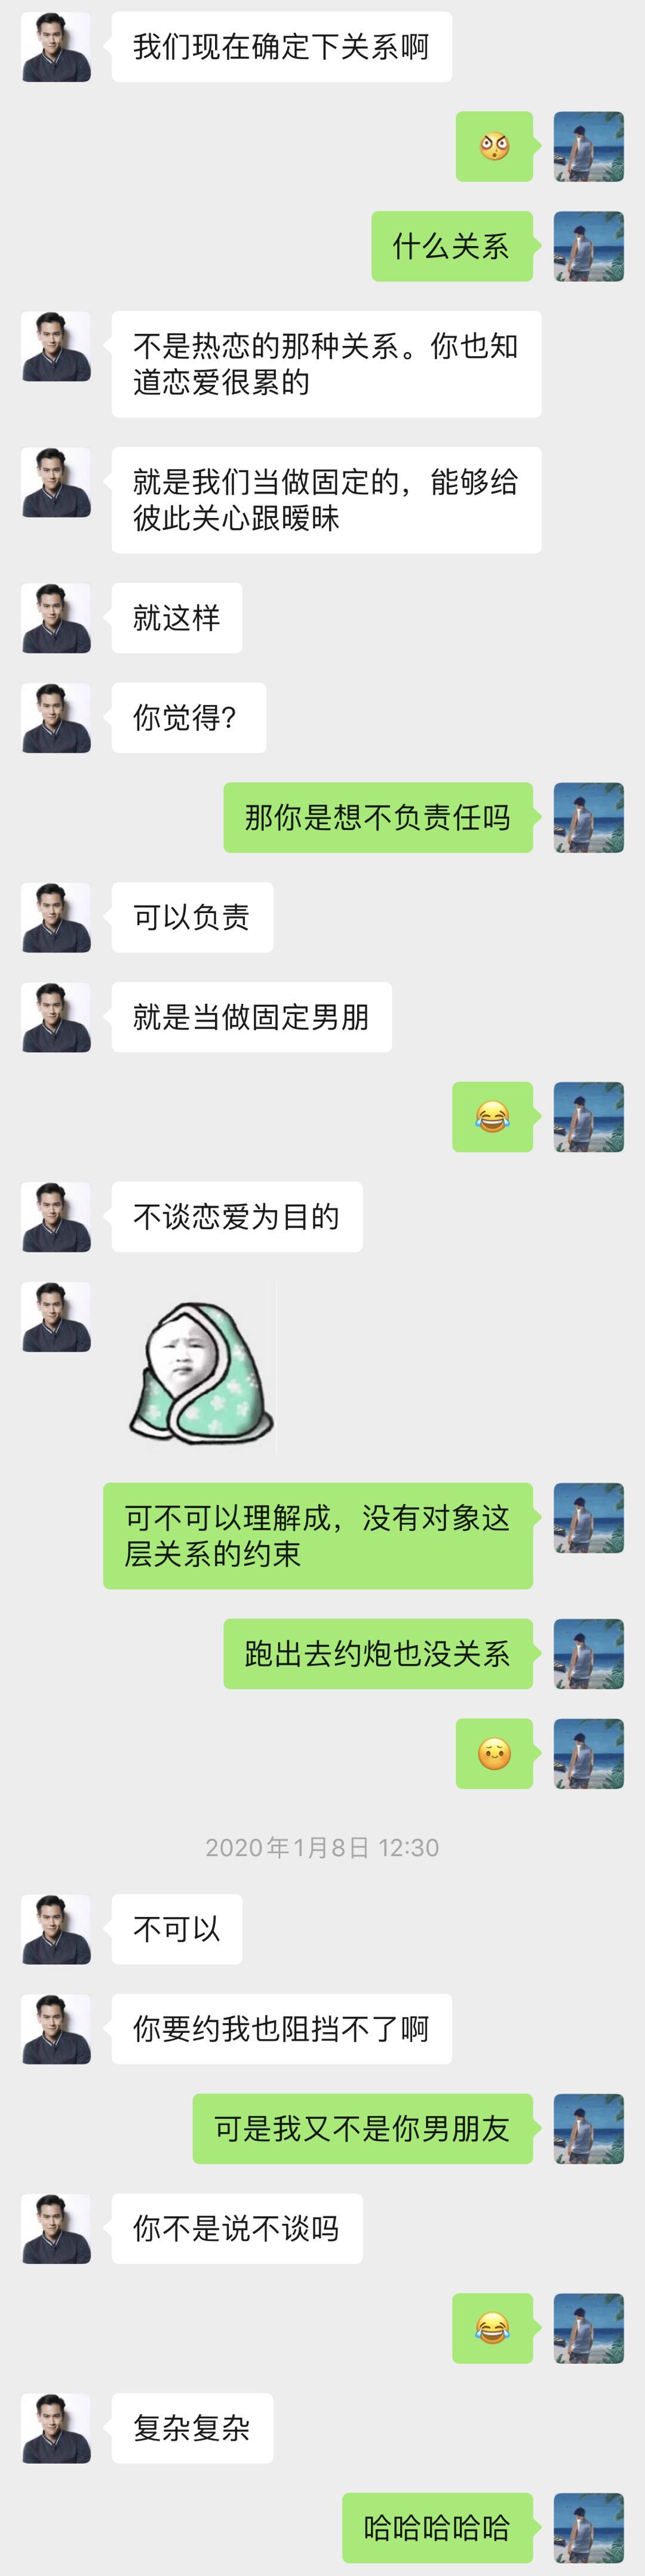 我们现在确定下关系啊
什么关系
不是热恋的那种关系。你也知
道恋爱很累的
就是我们当做固定的，能够给
彼此关心跟暧昧
就这样
你觉得？
那你是想不负责任吗
可以负责
就是当做固定男朋
不谈恋爱为目的
可不可以理解成，没有对象这
层关系的约束
跑出去约炮也没关系
2020年1月8日 12:30
不可以
你要约我也阻挡不了啊
可是我又不是你男朋友
你不是说不谈吗
复杂复杂
哈哈哈哈哈